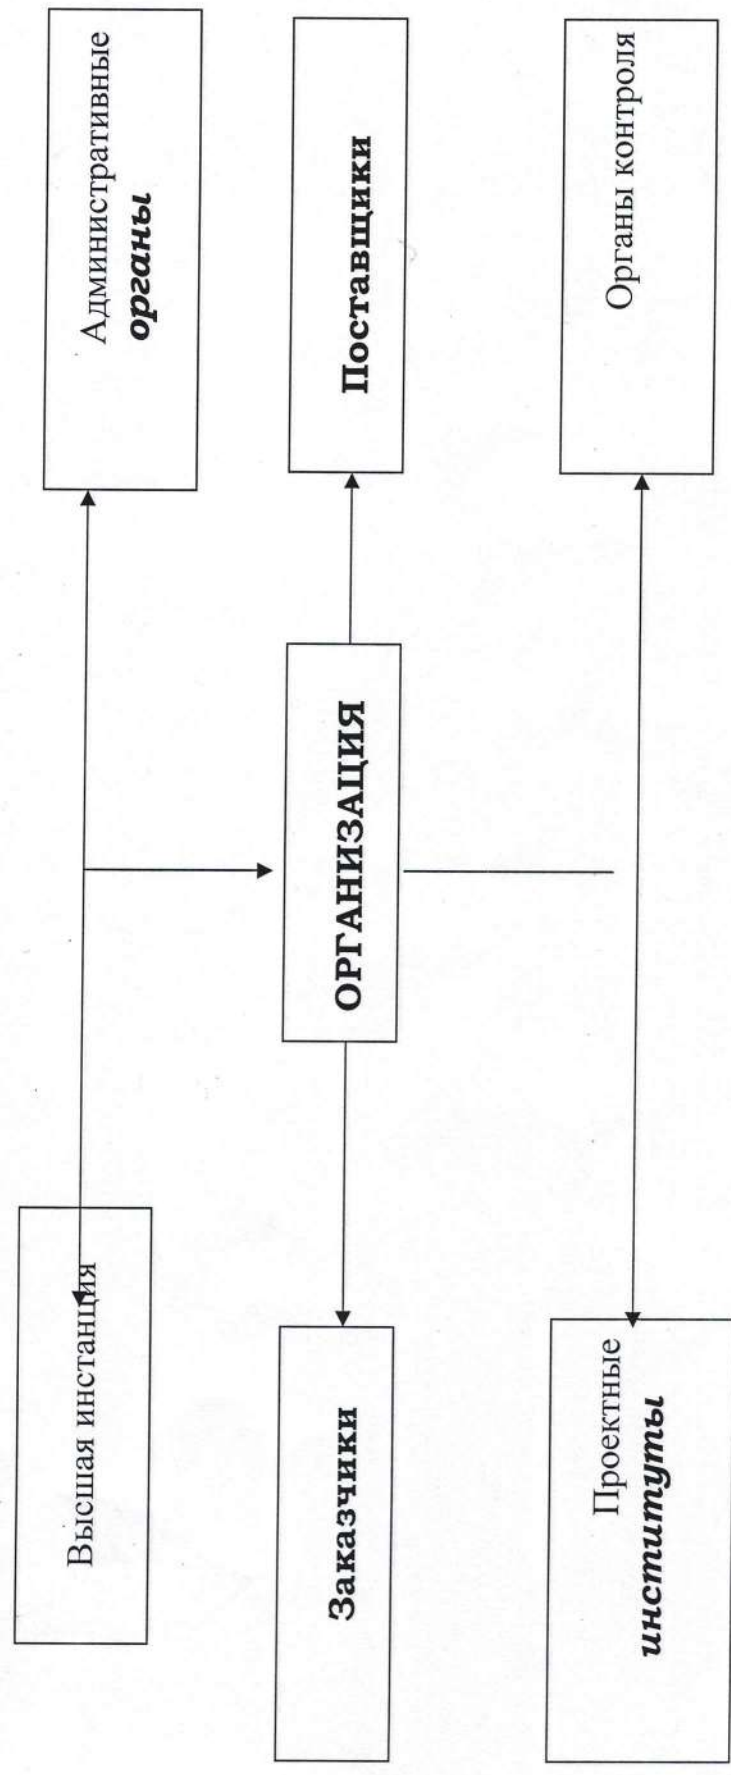 Высшая инстанция
Административные
органы
Заказчики
ОРГАНИЗАЦИЯ
Поставщики
Проектные
институты
Органы контроля